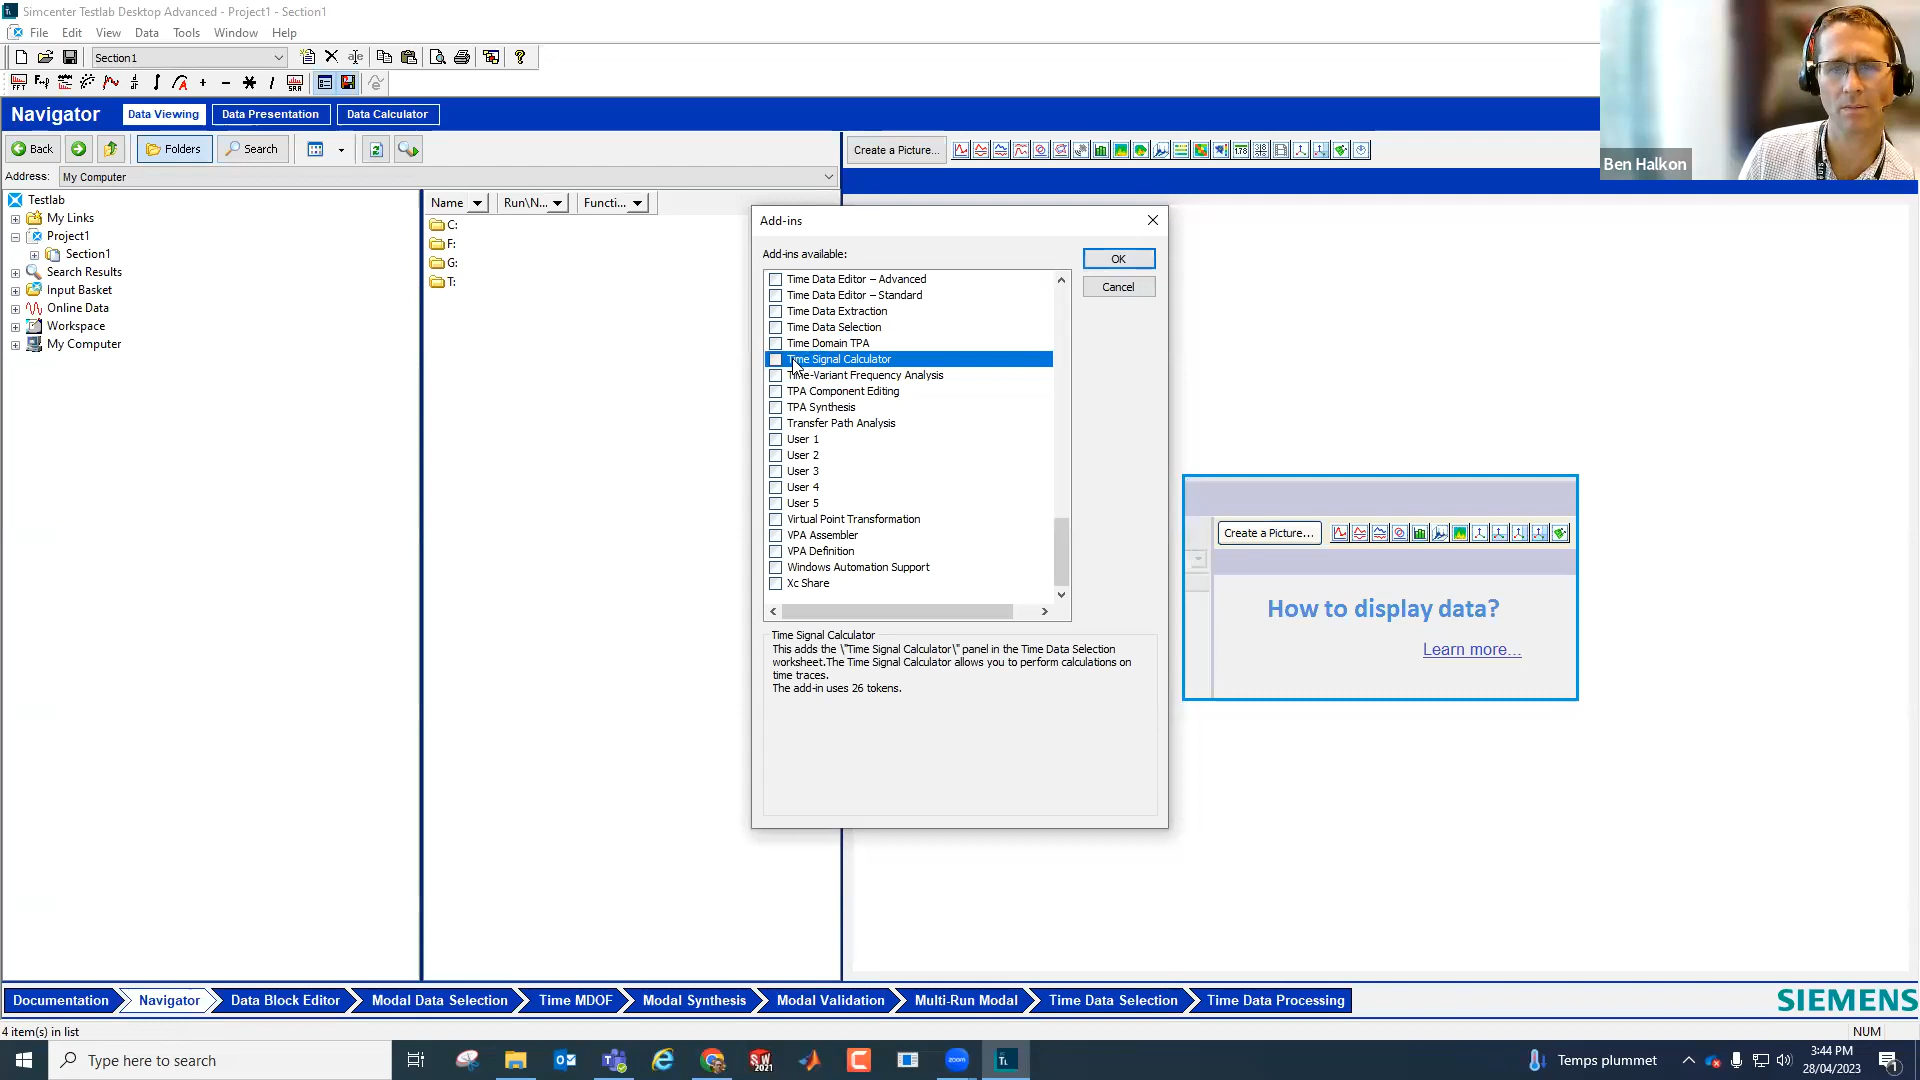 Simcenter Testlab Desktop Advanced - Project1 - Section1
File Edit View Data Tools Window Help
Section1
Navigator Data Viewing Data Presentation Data Calculator
Back Folders Search
Create a Picture...
Address: My Computer
Ben Halkon
Testlab
My Links
Project1
Section1
Search Results
Input Basket
Online Data
Workspace
My Computer
Name Run\N... Functi...
C:
F:
G:
T:
Add-ins
Add-ins available:
OK
Cancel
Time Data Editor – Advanced
Time Data Editor – Standard
Time Data Extraction
Time Data Selection
Time Domain TPA
Time Signal Calculator
Time-Variant Frequency Analysis
TPA Component Editing
TPA Synthesis
Transfer Path Analysis
User 1
User 2
User 3
User 4
User 5
Virtual Point Transformation
VPA Assembler
VPA Definition
Windows Automation Support
Xc Share
Time Signal Calculator
This adds the \"Time Signal Calculator\" panel in the Time Data Selection
worksheet.The Time Signal Calculator allows you to perform calculations on
time traces.
The add-in uses 26 tokens.
Create a Picture...
How to display data?
Learn more...
Documentation Navigator Data Block Editor Modal Data Selection Time MDOF Modal Synthesis Modal Validation Multi-Run Modal Time Data Selection Time Data Processing
SIEMENS
4 item(s) in list
NUM
Type here to search
Temps plummet
3:44 PM
28/04/2023